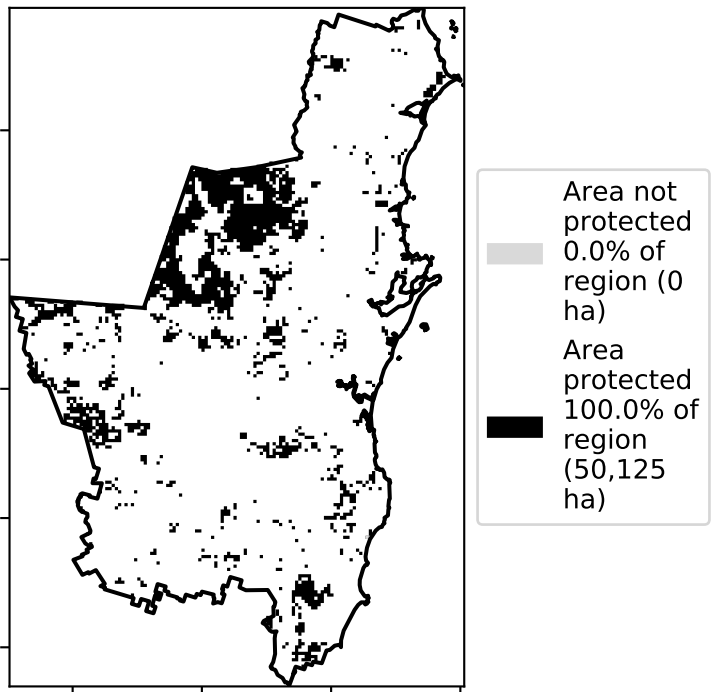 Area not
protected
0.0% of
region (0
ha)
Area
protected
100.0% of
region
(50,125
ha)